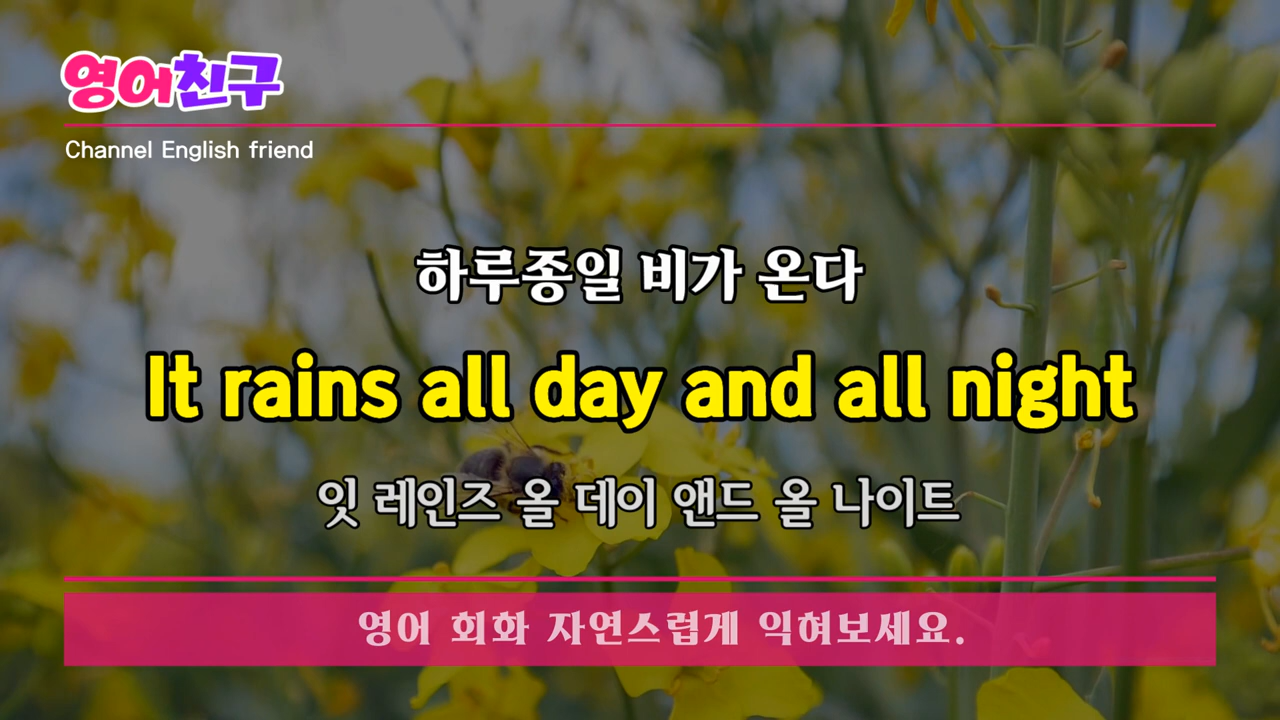 영어친구
Channel English friend
하루종일 비가 온다
It rains all day and all night
잇 레인즈 올 데이 앤드 올 나이트
영어 회화 자연스럽게 익혀보세요.